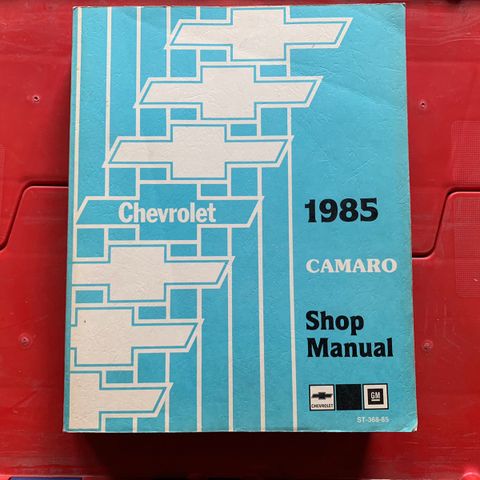 Chevrolet
1985
CAMARO
Shop
Manual
CHEVROLET
GM
ST-368-85